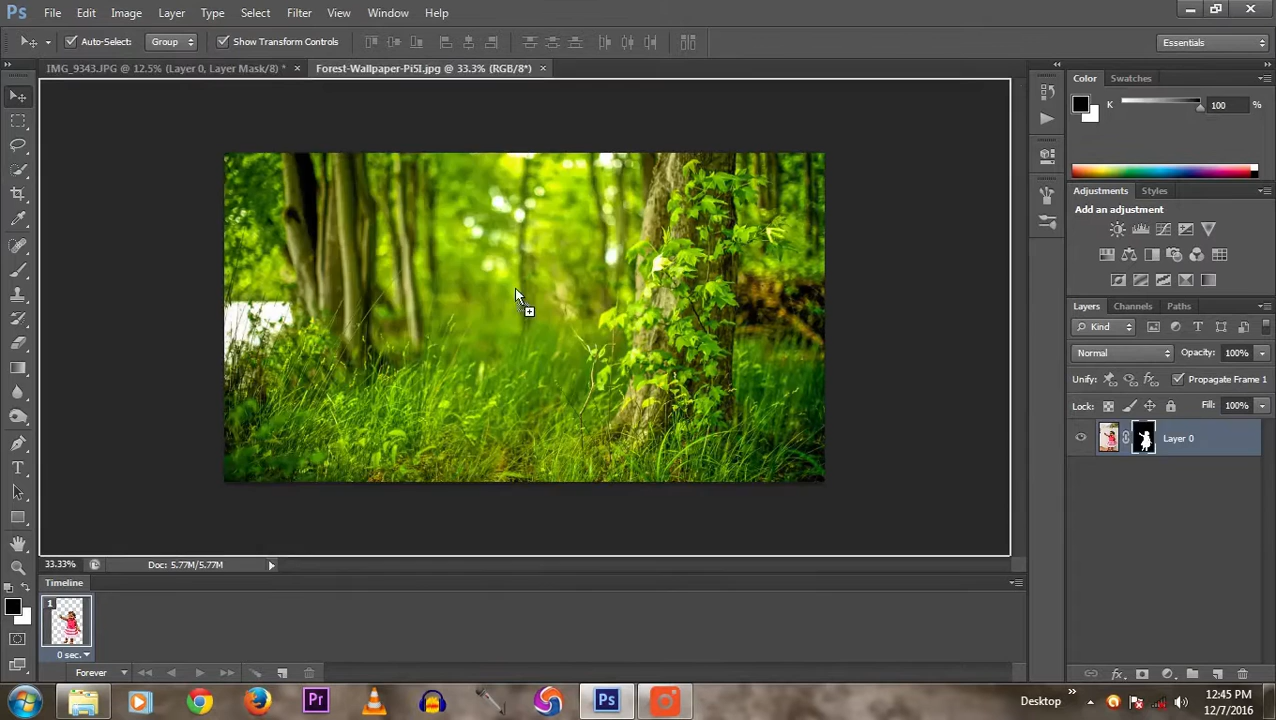 Ps File Edit Image Layer Type Select Filter View Window Help
Auto-Select: Group Show Transform Controls Essentials
IMG_9343.JPG @ 12.5% (Layer 0, Layer Mask/8) * × Forest-Wallpaper-PiSI.jpg @ 33.3% (RGB/8*) ×
Color Swatches
K 100 %
Adjustments Styles
Add an adjustment
Layers Channels Paths
Kind
Normal Opacity: 100%
Unify: Propagate Frame 1
Lock: Fill: 100%
Layer 0
T
33.33% Doc: 5.77M/5.77M
Timeline
1
0 sec.
Forever
Pr Ps Desktop 12:45 PM
12/7/2016